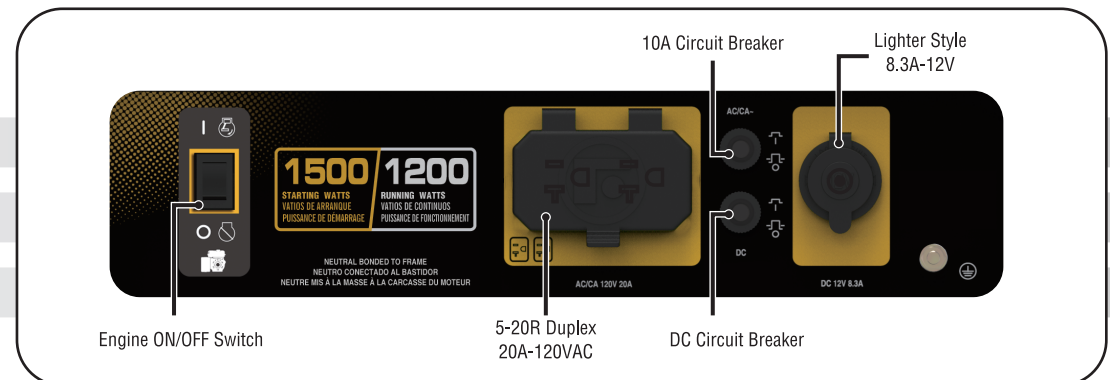 10A Circuit Breaker
Lighter Style
8.3A-12V
AC/CA~
1500
STARTING WATTS
VATIOS DE ARRANQUE
PUISSANCE DE DÉMARRAGE
1200
RUNNING WATTS
VATIOS DE CONTINUOS
PUISSANCE DE FONCTIONNEMENT
DC
NEUTRAL BONDED TO FRAME
NEUTRO CONECTADO AL BASTIDOR
NEUTRE MIS À LA MASSE À LA CARCASSE DU MOTEUR
AC/CA 120V 20A
DC 12V 8.3A
Engine ON/OFF Switch
5-20R Duplex
20A-120VAC
DC Circuit Breaker